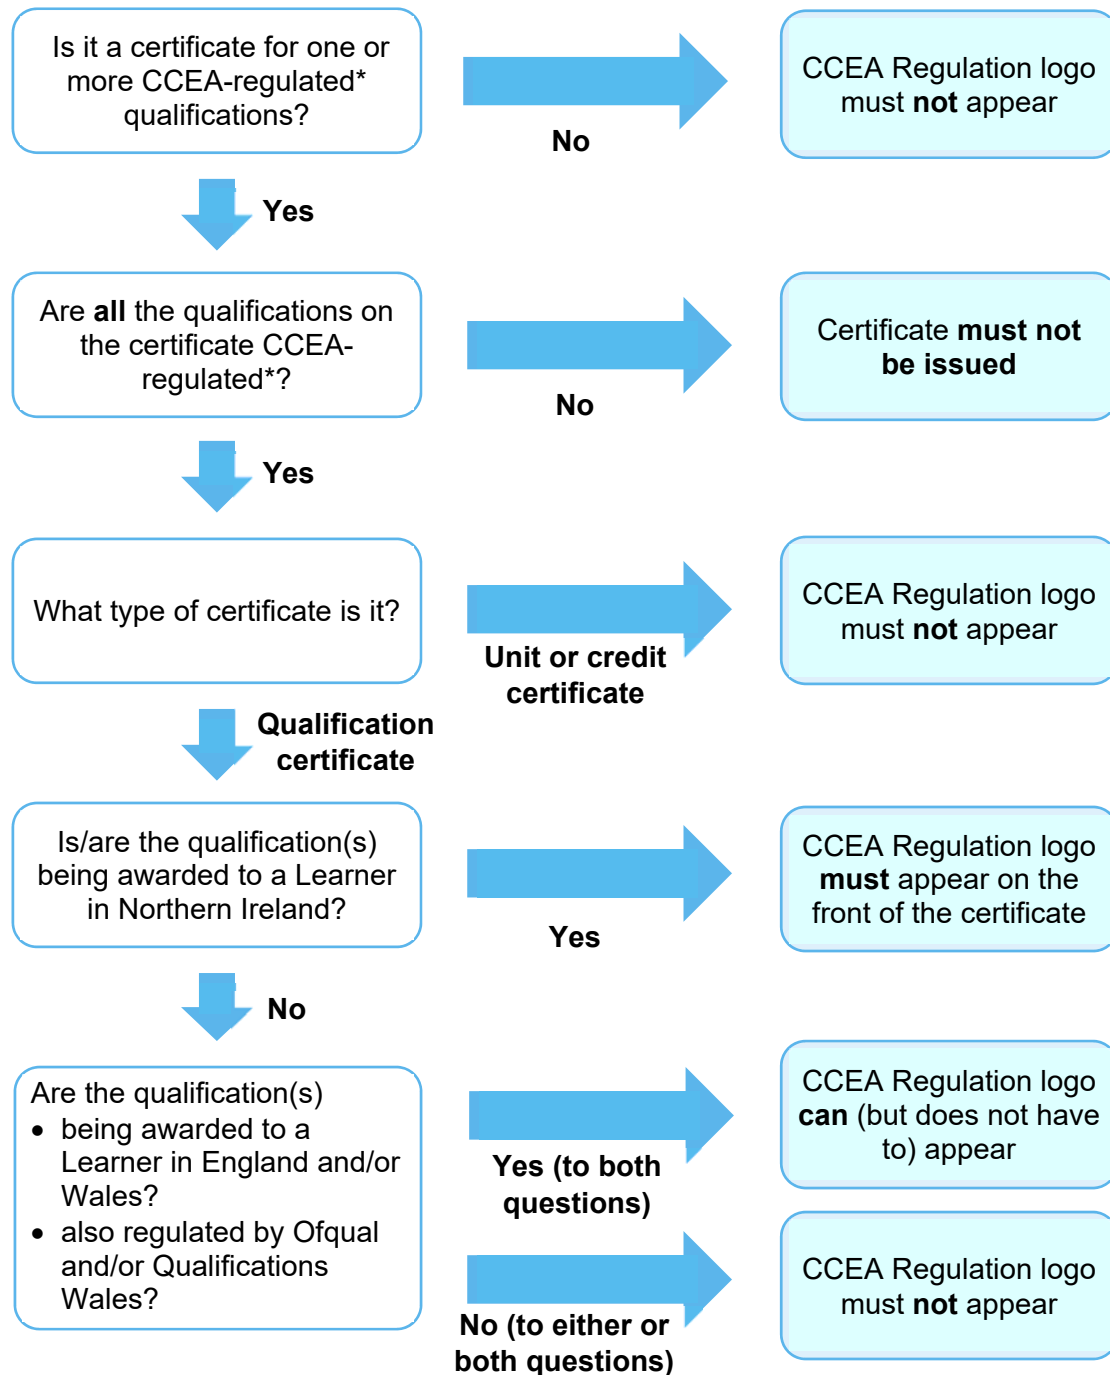 Is it a certificate for one or
more CCEA-regulated*
qualifications?
No
CCEA Regulation logo
must not appear
Yes
Are all the qualifications on
the certificate CCEA-
regulated*?
No
Certificate must not
be issued
Yes
What type of certificate is it?
Unit or credit
certificate
CCEA Regulation logo
must not appear
Qualification
certificate
Is/are the qualification(s)
being awarded to a Learner
in Northern Ireland?
Yes
CCEA Regulation logo
must appear on the
front of the certificate
No
Are the qualification(s)
• being awarded to a
Learner in England and/or
Wales?
• also regulated by Ofqual
and/or Qualifications
Wales?
Yes (to both
questions)
CCEA Regulation logo
can (but does not have
to) appear
No (to either or
both questions)
CCEA Regulation logo
must not appear